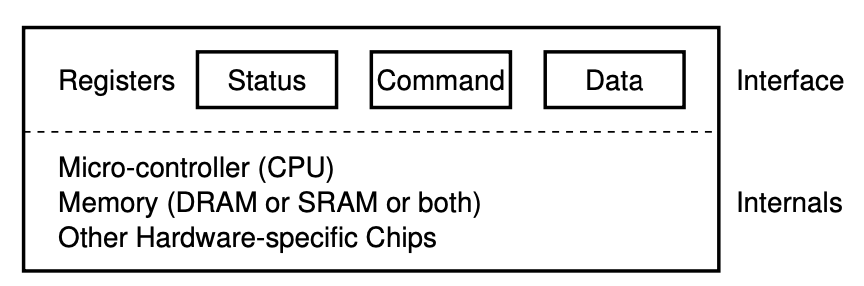 Registers Status Command Data Interface
Micro-controller (CPU)
Memory (DRAM or SRAM or both) Internals
Other Hardware-specific Chips